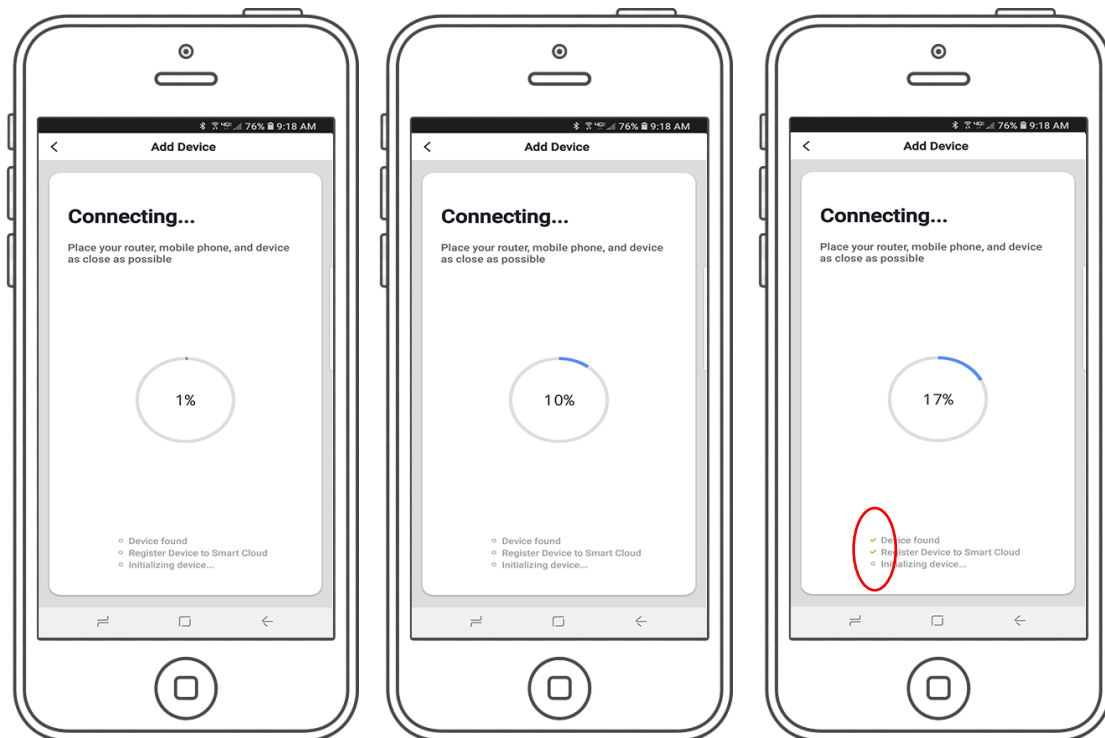 76% 9:18 AM
Add Device
Connecting...
Place your router, mobile phone, and device
as close as possible
1%
Device found
Register Device to Smart Cloud
Initializing device...
76% 9:18 AM
Add Device
Connecting...
Place your router, mobile phone, and device
as close as possible
10%
Device found
Register Device to Smart Cloud
Initializing device...
76% 9:18 AM
Add Device
Connecting...
Place your router, mobile phone, and device
as close as possible
17%
Device found
Register Device to Smart Cloud
Initializing device...